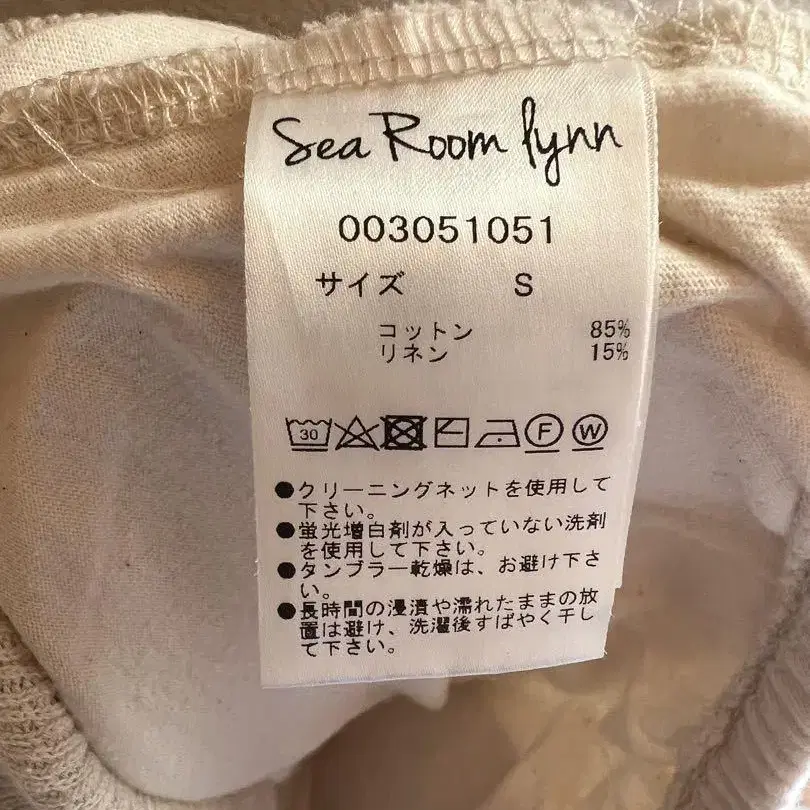 Sea Room lynn
003051051
サイズ S
コットン 85%
リネン 15%
30 F W
●クリーニングネットを使用して
下さい。
●蛍光増白剤が入っていない洗剤
を使用して下さい。
●タンブラー乾燥は、お避け下さ
い。
●長時間の浸漬や濡れたままの放
置は避け、洗濯後すばやく干し
て下さい。